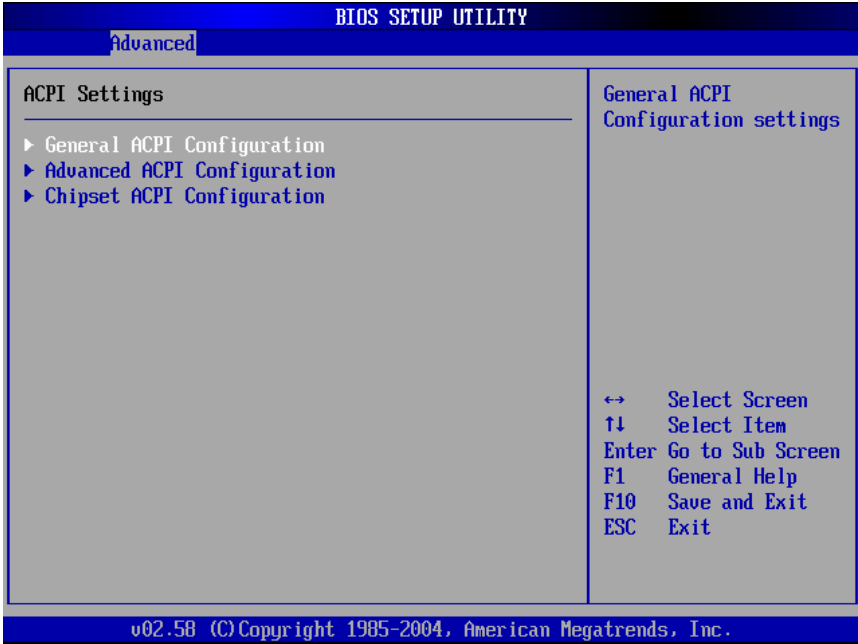 BIOS SETUP UTILITY
Advanced
ACPI Settings
General ACPI Configuration
Advanced ACPI Configuration
Chipset ACPI Configuration
General ACPI
Configuration settings
↔ Select Screen
↑↓ Select Item
Enter Go to Sub Screen
F1 General Help
F10 Save and Exit
ESC Exit
v02.58 (C)Copyright 1985-2004, American Megatrends, Inc.